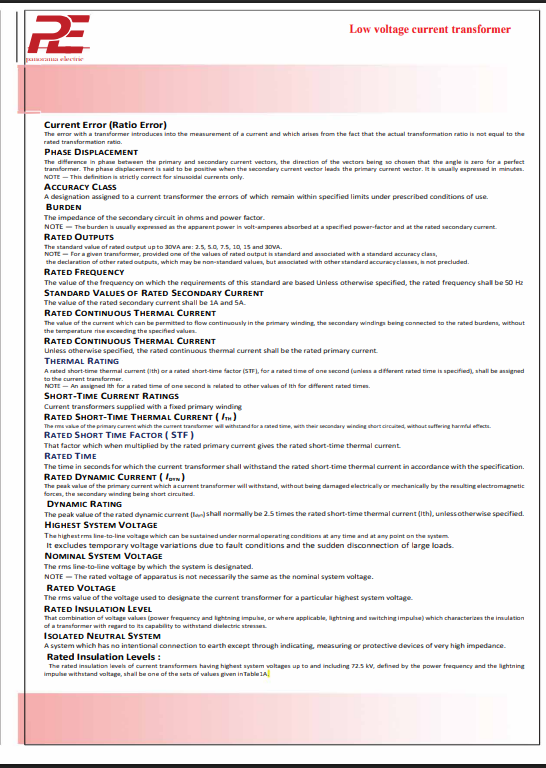 PE
panorama electric
Low voltage current transformer
Current Error (Ratio Error)
The error with a transformer introduces into the measurement of a current and which arises from the fact that the actual transformation ratio is not equal to the
rated transformation ratio.
PHASE DISPLACEMENT
The difference in phase between the primary and secondary current vectors, the direction of the vectors being so chosen that the angle is zero for a perfect
transformer. The phase displacement is said to be positive when the secondary current vector leads the primary current vector. It is usually expressed in minutes.
NOTE — This definition is strictly correct for sinusoidal currents only.
ACCURACY CLASS
A designation assigned to a current transformer the errors of which remain within specified limits under prescribed conditions of use.
BURDEN
The impedance of the secondary circuit in ohms and power factor.
NOTE — The burden is usually expressed as the apparent power in volt-amperes absorbed at a specified power-factor and at the rated secondary current.
RATED OUTPUTS
The standard value of rated output up to 30VA are: 2.5, 5.0, 7.5, 10, 15 and 30VA.
NOTE — For a given transformer, provided one of the values of rated output is standard and associated with a standard accuracy class,
the declaration of other rated outputs, which may be non-standard values, but associated with other standard accuracy classes, is not precluded.
RATED FREQUENCY
The value of the frequency on which the requirements of this standard are based Unless otherwise specified, the rated frequency shall be 50 Hz
STANDARD VALUES OF RATED SECONDARY CURRENT
The value of the rated secondary current shall be 1A and 5A.
RATED CONTINUOUS THERMAL CURRENT
The value of the current which can be permitted to flow continuously in the primary winding, the secondary windings being connected to the rated burdens, without
the temperature rise exceeding the specified values.
RATED CONTINUOUS THERMAL CURRENT
Unless otherwise specified, the rated continuous thermal current shall be the rated primary current.
THERMAL RATING
A rated short-time thermal current (Ith) or a rated short-time factor (STF), for a rated time of one second (unless a different rated time is specified), shall be assigned
to the current transformer.
NOTE — An assigned Ith for a rated time of one second is related to other values of Ith for different rated times.
SHORT-TIME CURRENT RATINGS
Current transformers supplied with a fixed primary winding
RATED SHORT-TIME THERMAL CURRENT ( ITH )
The rms value of the primary current which the current transformer will withstand for a rated time, with their secondary winding short circuited, without suffering harmful effects.
RATED SHORT TIME FACTOR ( STF )
That factor which when multiplied by the rated primary current gives the rated short-time thermal current.
RATED TIME
The time in seconds for which the current transformer shall withstand the rated short-time thermal current in accordance with the specification.
RATED DYNAMIC CURRENT ( IDYN )
The peak value of the primary current which a current transformer will withstand, without being damaged electrically or mechanically by the resulting electromagnetic
forces, the secondary winding being short circuited.
DYNAMIC RATING
The peak value of the rated dynamic current (Idyn) shall normally be 2.5 times the rated short-time thermal current (Ith), unless otherwise specified.
HIGHEST SYSTEM VOLTAGE
The highest rms line-to-line voltage which can be sustained under normal operating conditions at any time and at any point on the system.
It excludes temporary voltage variations due to fault conditions and the sudden disconnection of large loads.
NOMINAL SYSTEM VOLTAGE
The rms line-to-line voltage by which the system is designated.
NOTE — The rated voltage of apparatus is not necessarily the same as the nominal system voltage.
RATED VOLTAGE
The rms value of the voltage used to designate the current transformer for a particular highest system voltage.
RATED INSULATION LEVEL
That combination of voltage values (power frequency and lightning impulse, or where applicable, lightning and switching impulse) which characterizes the insulation
of a transformer with regard to its capability to withstand dielectric stresses.
ISOLATED NEUTRAL SYSTEM
A system which has no intentional connection to earth except through indicating, measuring or protective devices of very high impedance.
Rated Insulation Levels :
The rated insulation levels of current transformers having highest system voltages up to and including 72.5 kV, defined by the power frequency and the lightning
impulse withstand voltage, shall be one of the sets of values given inTable1A.